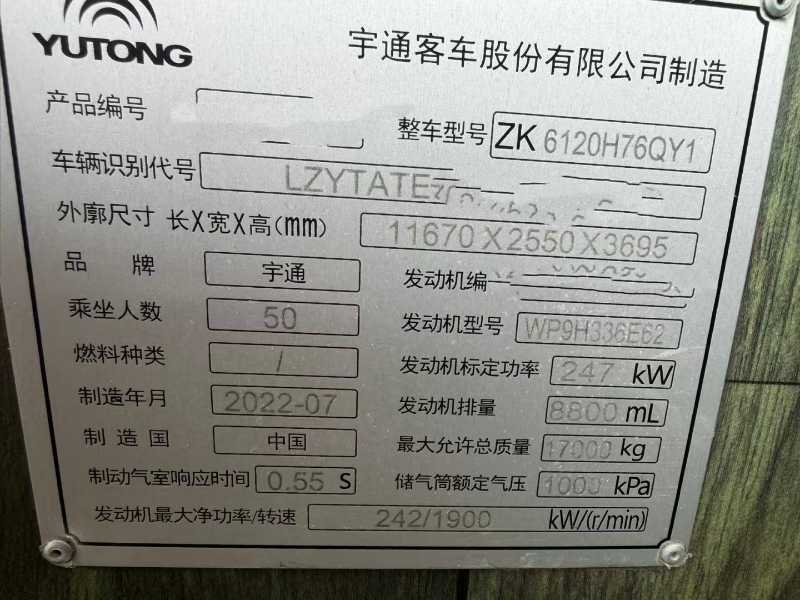 YUTONG
宇通客车股份有限公司制造
产品编号
整车型号 ZK 6120H76QY1
车辆识别代号 LZYTATE
外廓尺寸 长X宽X高(mm) 11670X2550X3695
品 牌 宇通 发动机编
乘坐人数 50 发动机型号 WP9H336E62
燃料种类 / 发动机标定功率 247 kW
制造年月 2022-07 发动机排量 8800 mL
制造国 中国 最大允许总质量 17000 kg
制动气室响应时间 0.55 S 储气筒额定气压 1000 kPa
发动机最大净功率/转速 242/1900 kW/(r/min)